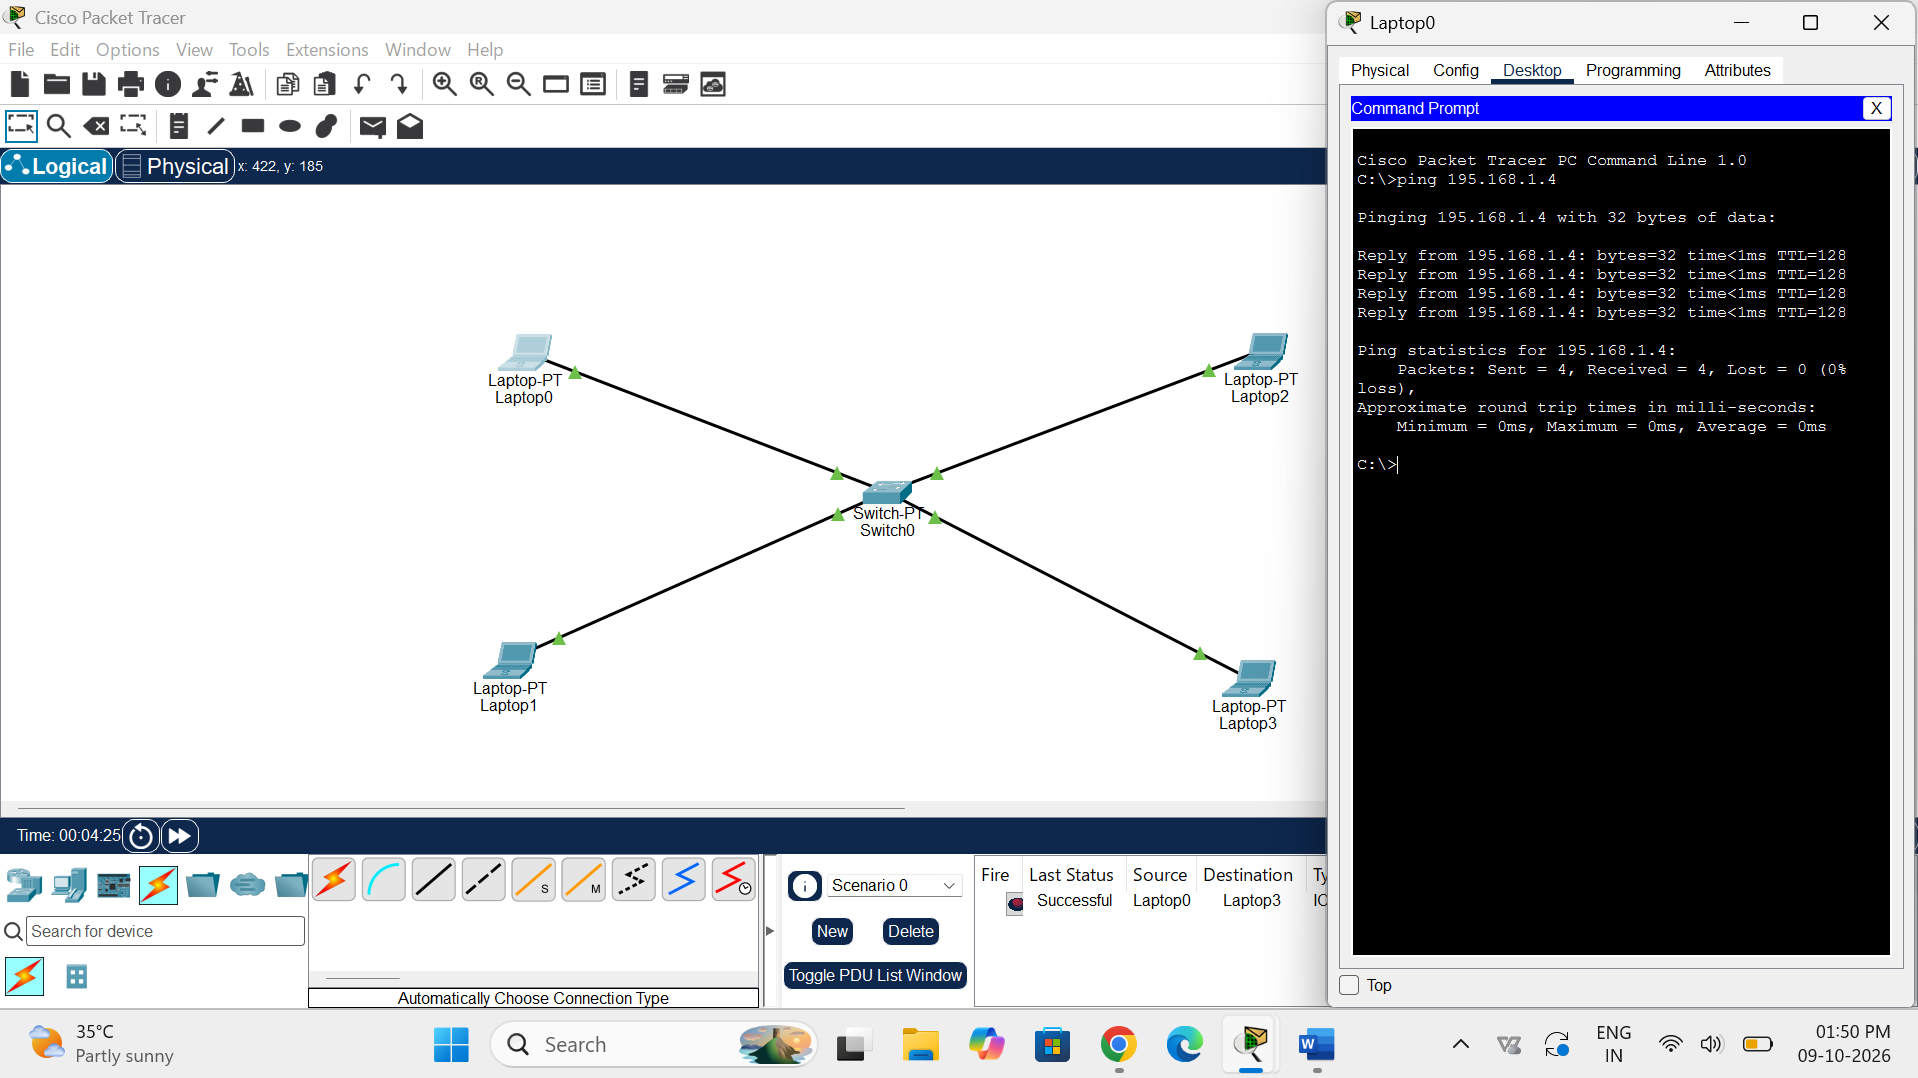 Cisco Packet Tracer
File Edit Options View Tools Extensions Window Help
Logical Physical x: 422, y: 185
Laptop-PT
Laptop0
Laptop-PT
Laptop2
Switch-PT
Switch0
Laptop-PT
Laptop1
Laptop-PT
Laptop3
Time: 00:04:25
S
M
Search for device
Automatically Choose Connection Type
Scenario 0
New Delete
Toggle PDU List Window
Fire Last Status Source Destination Ty
Successful Laptop0 Laptop3 IC
Laptop0
Physical Config Desktop Programming Attributes
Command Prompt X
Cisco Packet Tracer PC Command Line 1.0
C:\>ping 195.168.1.4
Pinging 195.168.1.4 with 32 bytes of data:
Reply from 195.168.1.4: bytes=32 time<1ms TTL=128
Reply from 195.168.1.4: bytes=32 time<1ms TTL=128
Reply from 195.168.1.4: bytes=32 time<1ms TTL=128
Reply from 195.168.1.4: bytes=32 time<1ms TTL=128
Ping statistics for 195.168.1.4:
Packets: Sent = 4, Received = 4, Lost = 0 (0%
loss),
Approximate round trip times in milli-seconds:
Minimum = 0ms, Maximum = 0ms, Average = 0ms
C:\>
Top
35°C
Partly sunny
Search
ENG
IN
01:50 PM
09-10-2026